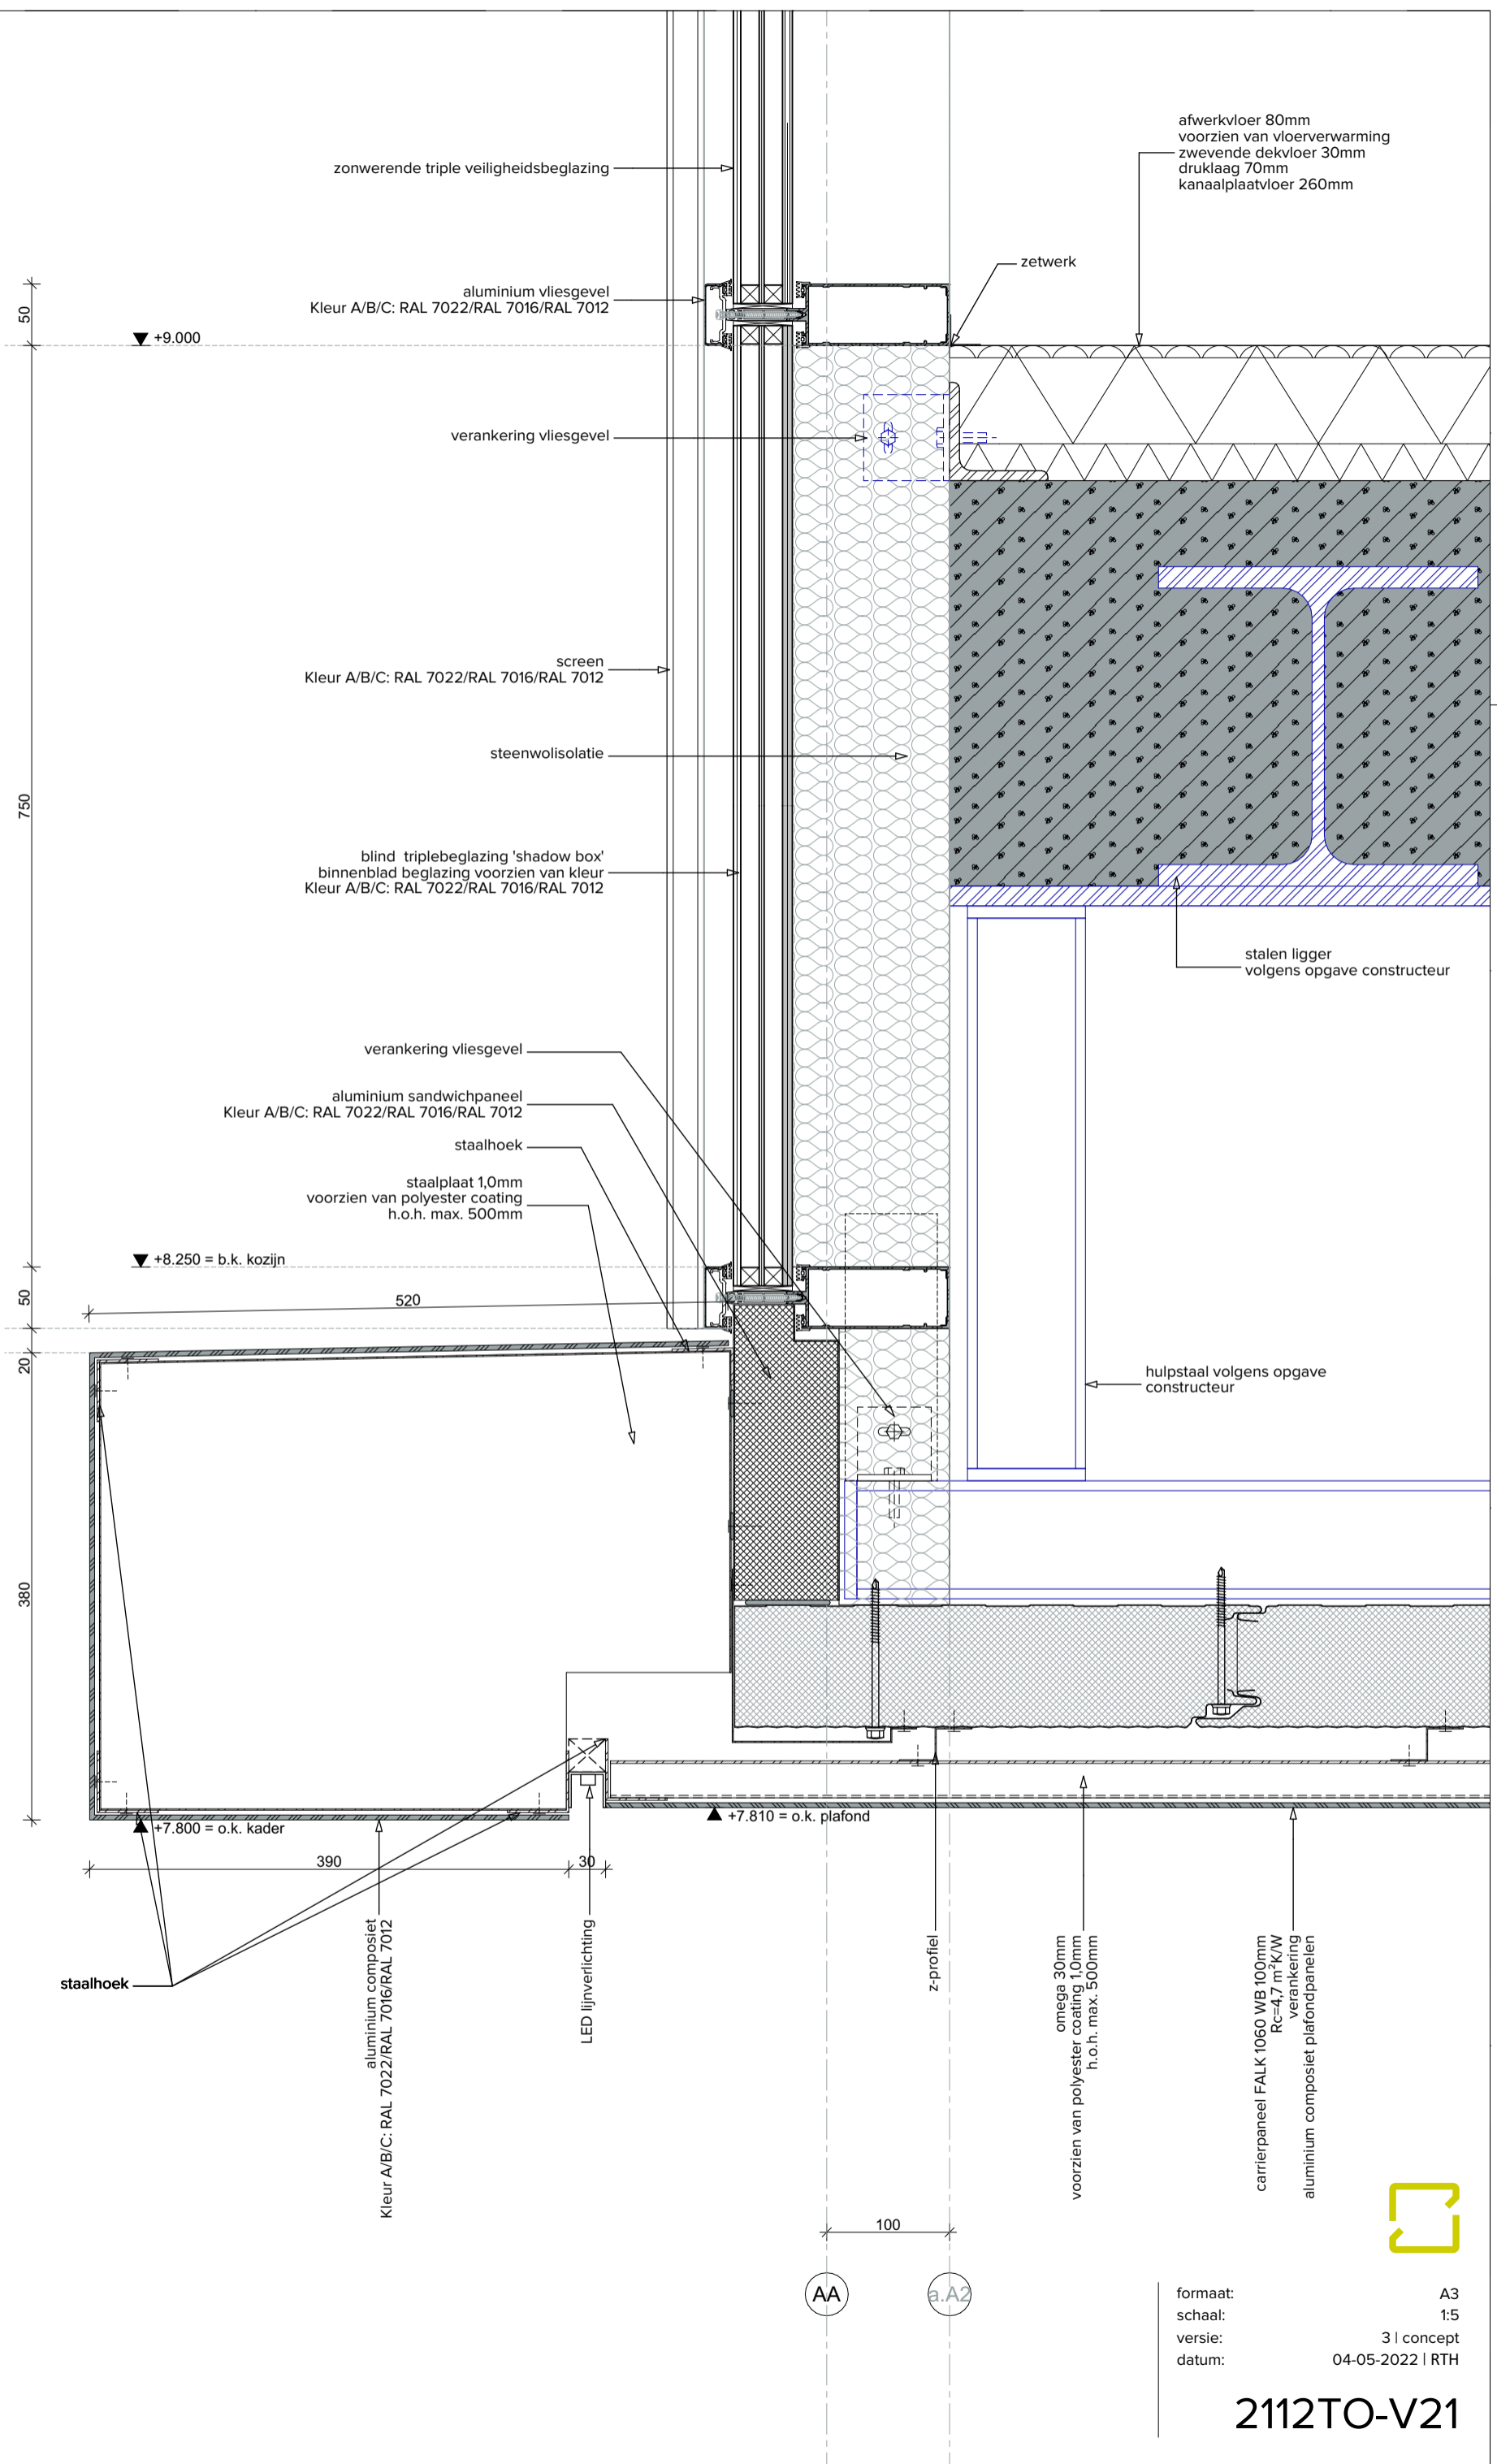 afwerkvloer 80mm
voorzien van vloerverwarming
zwevende dekvloer 30mm
druklaag 70mm
kanaalplaatvloer 260mm
zonwerende triple veiligheidsbeglazing
zetwerk
aluminium vliesgevel
Kleur A/B/C: RAL 7022/RAL 7016/RAL 7012
50
+9.000
verankering vliesgevel
screen
Kleur A/B/C: RAL 7022/RAL 7016/RAL 7012
steenwolisolatie
750
blind triplebeglazing 'shadow box'
binnenblad beglazing voorzien van kleur
Kleur A/B/C: RAL 7022/RAL 7016/RAL 7012
stalen ligger
volgens opgave constructeur
verankering vliesgevel
aluminium sandwichpaneel
Kleur A/B/C: RAL 7022/RAL 7016/RAL 7012
staalhoek
staalplaat 1,0mm
voorzien van polyester coating
h.o.h. max. 500mm
+8.250 = b.k. kozijn
50
520
20
hulpstaal volgens opgave
constructeur
380
+7.810 = o.k. plafond
+7.800 = o.k. kader
390
30
staalhoek
aluminium composiet
Kleur A/B/C: RAL 7022/RAL 7016/RAL 7012
LED lijnverlichting
z-profiel
omega 30mm
voorzien van polyester coating 1,0mm
h.o.h. max. 500mm
carrierpaneel FALK 1060 WB 100mm
Rc=4,7 m²K/W
verankering
aluminium composiet plafondpanelen
100
AA
a.A2
formaat: A3
schaal: 1:5
versie: 3 | concept
datum: 04-05-2022 | RTH
2112TO-V21